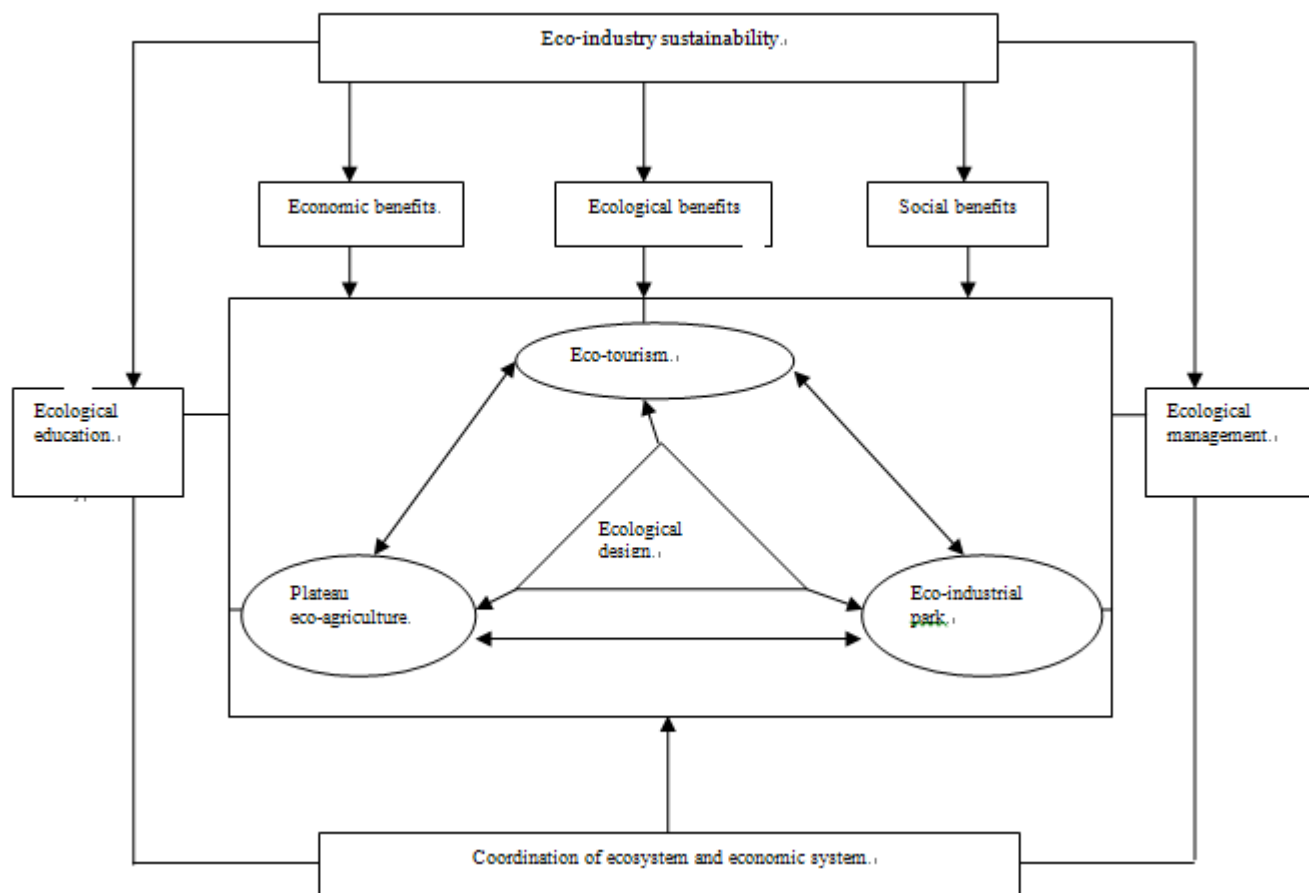 Eco-industry sustainability.
Economic benefits.
Ecological benefits
Social benefits
Eco-tourism.
Ecological
education.
Ecological
management.
Ecological
design.
Plateau
eco-agriculture.
Eco-industrial
park.
Coordination of ecosystem and economic system.